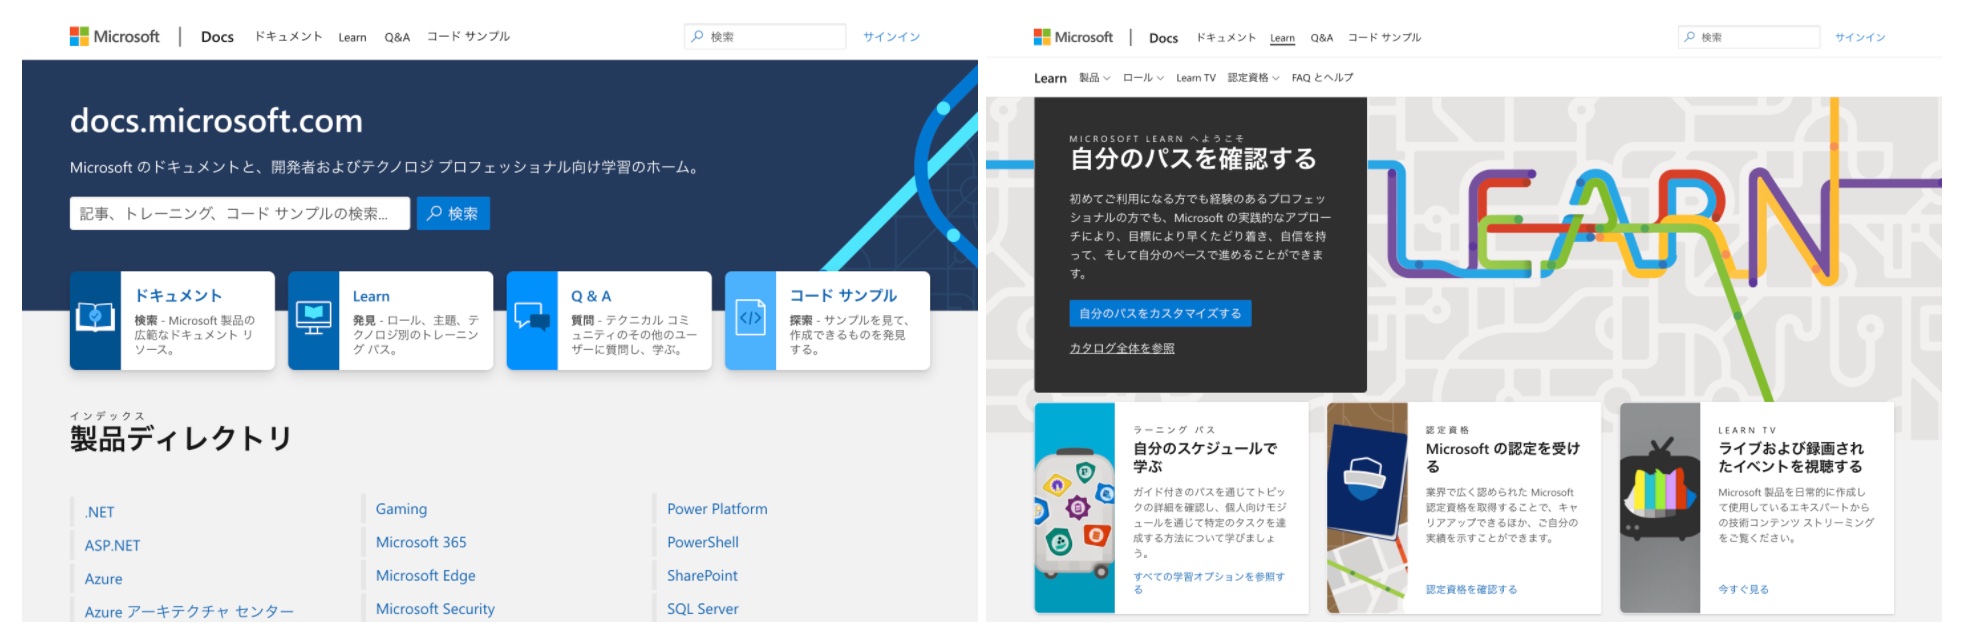 Microsoft Docs ドキュメント Learn Q&A コード サンプル 検索 サインイン
docs.microsoft.com
Microsoft のドキュメントと、開発者およびテクノロジ プロフェッショナル向け学習のホーム。
記事、トレーニング、コード サンプルの検索... 検索
ドキュメント
検索 - Microsoft 製品の
広範なドキュメント リ
ソース。
Learn
発見 - ロール、主題、テ
クノロジ別のトレーニン
グ パス。
Q & A
質問 - テクニカル コミ
ュニティのその他のユー
ザーに質問し、学ぶ。
コード サンプル
探索 - サンプルを見て、
作成できるものを発見
する。
インデックス
製品ディレクトリ
.NET
ASP.NET
Azure
Azure アーキテクチャ センター
Gaming
Microsoft 365
Microsoft Edge
Microsoft Security
Power Platform
PowerShell
SharePoint
SQL Server
Microsoft Docs ドキュメント Learn Q&A コード サンプル 検索 サインイン
Learn 製品 ロール Learn TV 認定資格 FAQ とヘルプ
MICROSOFT LEARN へようこそ
自分のパスを確認する
初めてご利用になる方でも経験のあるプロフェッ
ショナルの方でも、Microsoft の実践的なアプロー
チにより、目標により早くたどり着き、自信を持
って、そして自分のペースで進めることができま
す。
自分のパスをカスタマイズする
カタログ全体を参照
LEARN
ラーニング パス
自分のスケジュールで
学ぶ
ガイド付きのパスを通じてトピッ
クの詳細を確認し、個人向けモジ
ュールを通じて特定のタスクを達
成する方法について学びましょ
う。
すべての学習オプションを参照す
る
認定資格
Microsoft の認定を受け
る
業界で広く認められた Microsoft
認定資格を取得することで、キャ
リアアップできるほか、ご自分の
実績を示すことができます。
認定資格を確認する
LEARN TV
ライブおよび録画され
たイベントを視聴する
Microsoft 製品を日常的に作成し
て使用しているエキスパートから
の技術コンテンツ ストリーミング
をご覧ください。
今すぐ見る